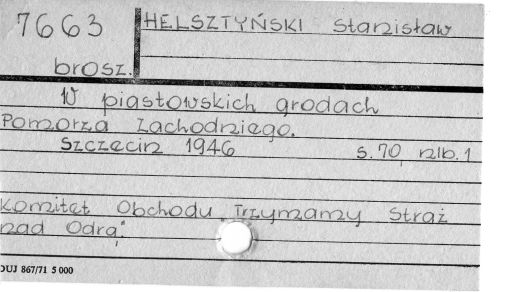 7663
HELSZTYŃSKI Stanisław
brosz.
W piastowskich grodach
Pomorza Zachodniego.
Szczecin 1946 s. 70, nlb. 1
Komitet Obchodu „Trzymamy Straż
nad Odrą"
DUJ 867/71 5 000